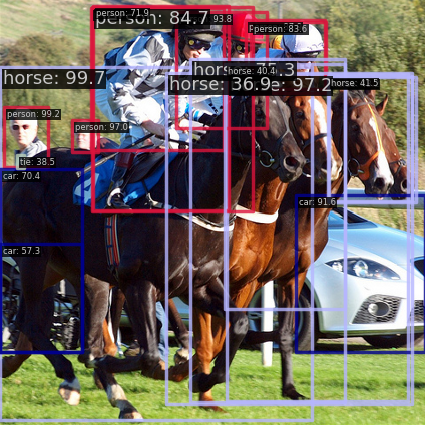 person: 71.9
person: 84.7
93.8
person: 83.6
horse: 99.7
horse: 75.3
horse: 40.4
horse: 36.9
e: 97.2
horse: 41.5
person: 99.2
person: 97.0
tie: 38.5
car: 70.4
car: 91.6
car: 57.3